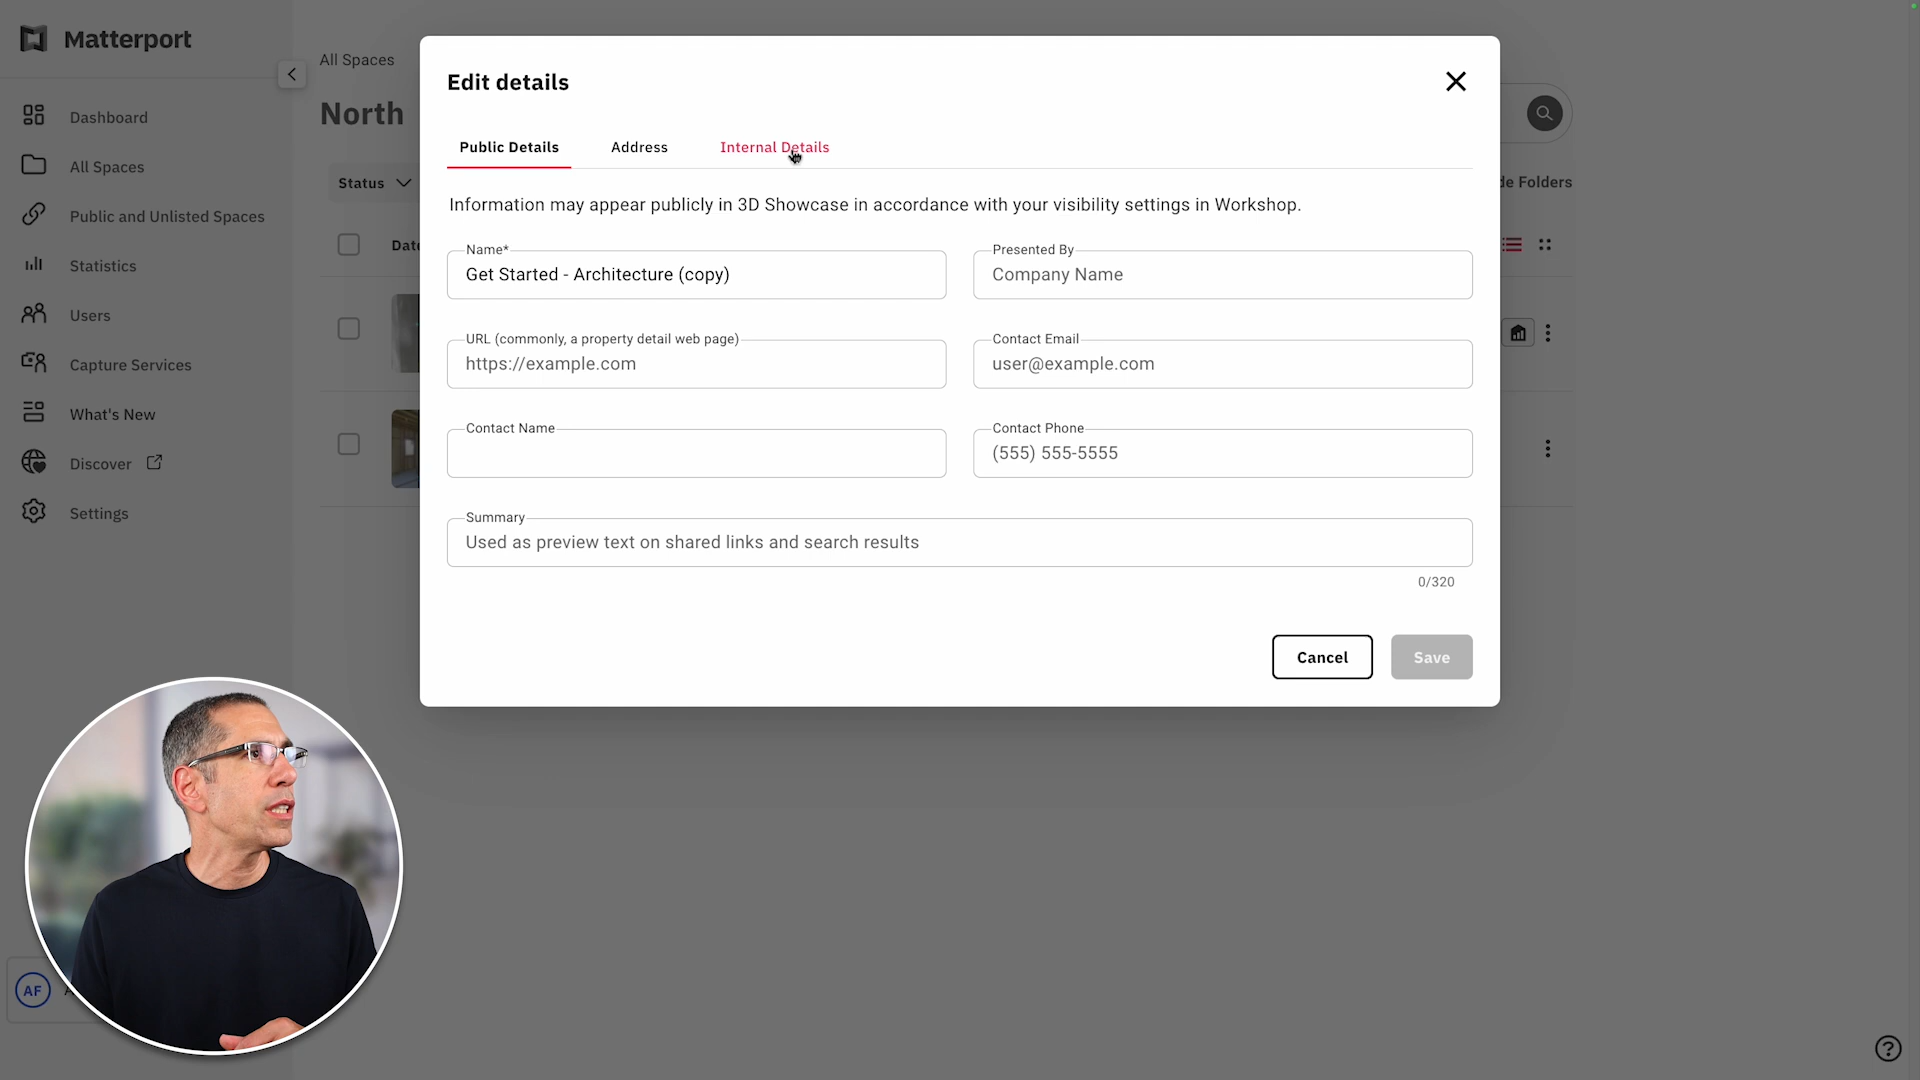 Matterport
All Spaces
North
Dashboard
All Spaces
Public and Unlisted Spaces
Statistics
Users
Capture Services
What's New
Discover
Settings
AF
Status
de Folders
Edit details
Public Details
Address
Internal Details
Information may appear publicly in 3D Showcase in accordance with your visibility settings in Workshop.
Name*
Get Started - Architecture (copy)
Presented By
Company Name
URL (commonly, a property detail web page)
https://example.com
Contact Email
user@example.com
Contact Name
Contact Phone
(555) 555-5555
Summary
Used as preview text on shared links and search results
0/320
Cancel
Save